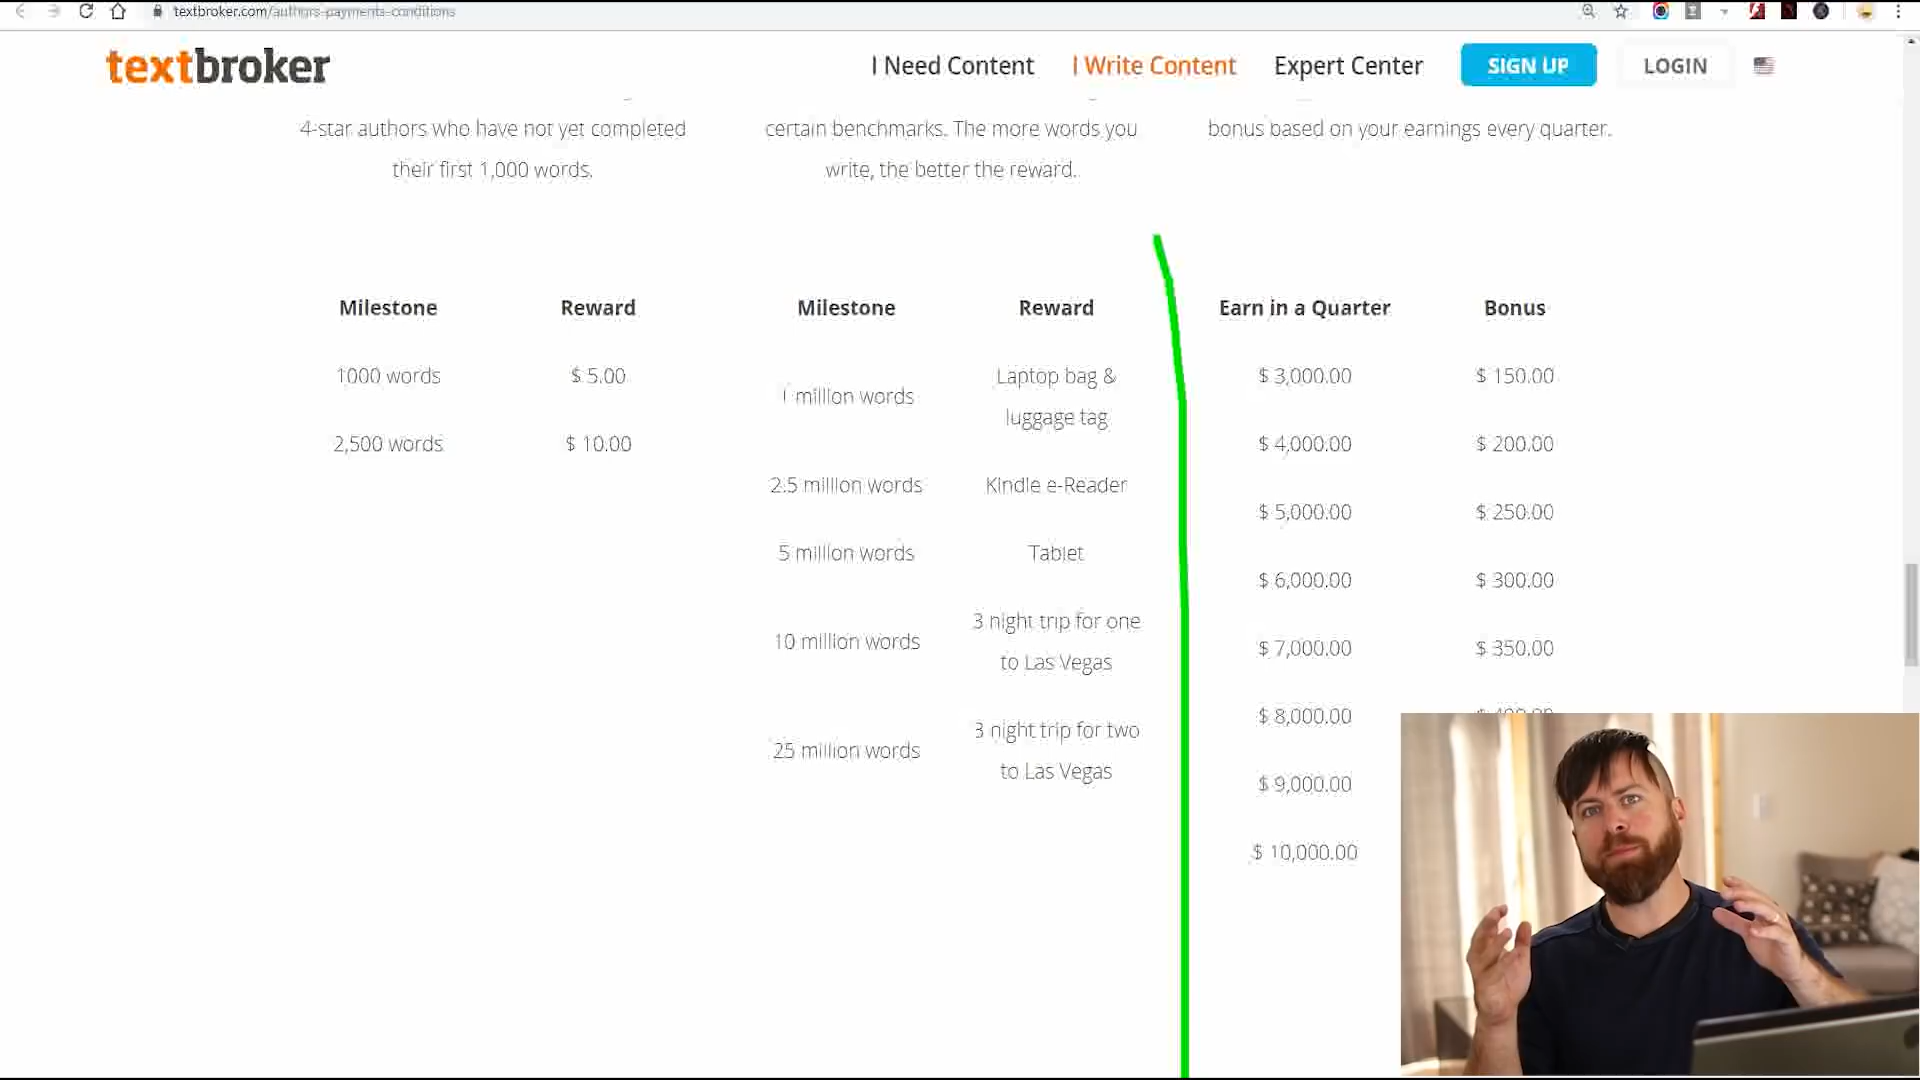 textbroker.com/authors-payments-conditions
textbroker
I Need Content
I Write Content
Expert Center
SIGN UP
LOGIN
4-star authors who have not yet completed
their first 1,000 words.
certain benchmarks. The more words you
write, the better the reward.
bonus based on your earnings every quarter.
Milestone Reward
1000 words $ 5.00
2,500 words $ 10.00
Milestone Reward
1 million words Laptop bag &
luggage tag
2.5 million words Kindle e-Reader
5 million words Tablet
10 million words 3 night trip for one
to Las Vegas
25 million words 3 night trip for two
to Las Vegas
Earn in a Quarter Bonus
$ 3,000.00 $ 150.00
$ 4,000.00 $ 200.00
$ 5,000.00 $ 250.00
$ 6,000.00 $ 300.00
$ 7,000.00 $ 350.00
$ 8,000.00
$ 9,000.00
$ 10,000.00